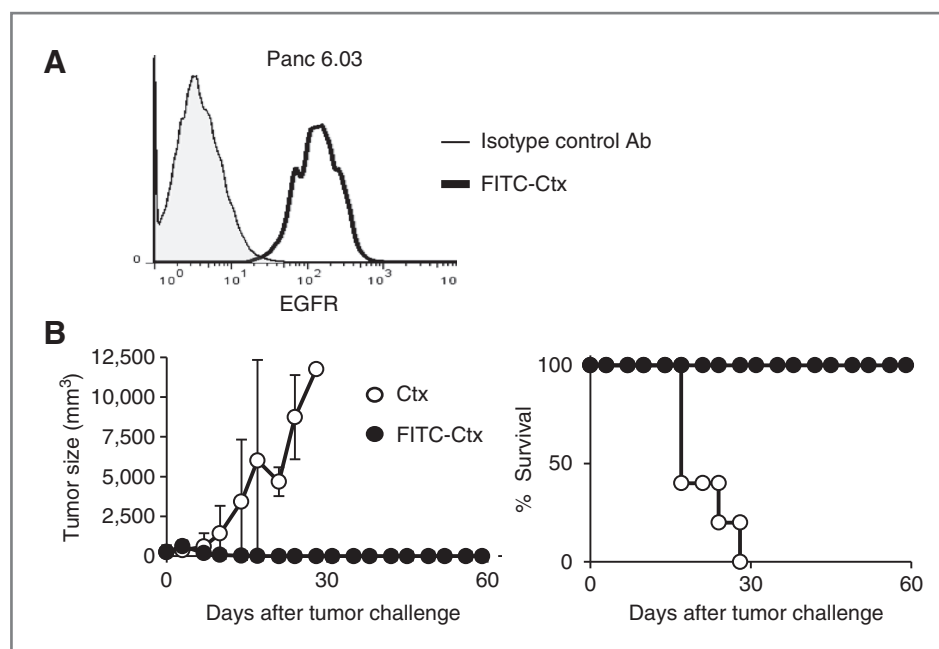 A
Panc 6.03
Isotype control Ab
FITC-Ctx
0
10⁰ 10¹ 10² 10³ 10
EGFR
B
Tumor size (mm³)
12,500
10,000
7,500
5,000
2,500
0
0 30 60
Days after tumor challenge
Ctx
FITC-Ctx
% Survival
100
50
0
0 30 60
Days after tumor challenge